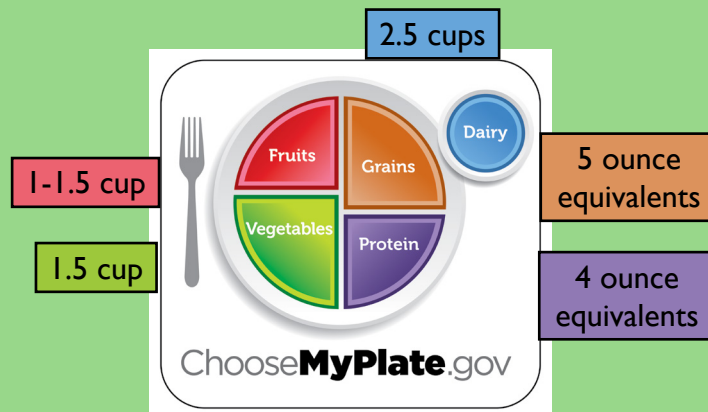 2.5 cups
Dairy
Fruits
Grains
1-1.5 cup
5 ounce
equivalents
Vegetables
Protein
1.5 cup
4 ounce
equivalents
ChooseMyPlate.gov